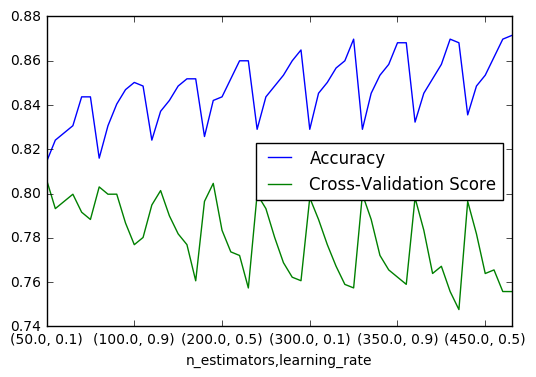 0.88
0.86
0.84
0.82
0.80
0.78
0.76
0.74
Accuracy
Cross-Validation Score
(50.0, 0.1) (100.0, 0.9) (200.0, 0.5) (300.0, 0.1) (350.0, 0.9) (450.0, 0.5)
n_estimators,learning_rate